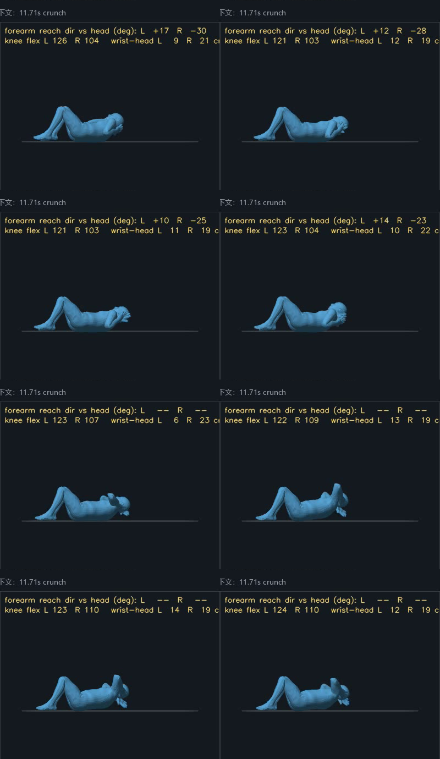 下文: 11.71s crunch
下文: 11.71s crunch
forearm reach dir vs head (deg): L +17 R −30
knee flex L 126 R 104 wrist-head L 9 R 21 c
forearm reach dir vs head (deg): L +12 R −28
knee flex L 121 R 103 wrist-head L 12 R 19 c
下文: 11.71s crunch
下文: 11.71s crunch
forearm reach dir vs head (deg): L +10 R −25
knee flex L 121 R 103 wrist-head L 11 R 19 c
forearm reach dir vs head (deg): L +14 R −23
knee flex L 123 R 104 wrist-head L 10 R 22 c
下文: 11.71s crunch
下文: 11.71s crunch
forearm reach dir vs head (deg): L −− R −−
knee flex L 123 R 107 wrist-head L 6 R 23 c
forearm reach dir vs head (deg): L −− R −−
knee flex L 122 R 109 wrist-head L 13 R 19 c
下文: 11.71s crunch
下文: 11.71s crunch
forearm reach dir vs head (deg): L −− R −−
knee flex L 123 R 110 wrist-head L 14 R 19 c
forearm reach dir vs head (deg): L −− R −−
knee flex L 124 R 110 wrist-head L 12 R 19 c